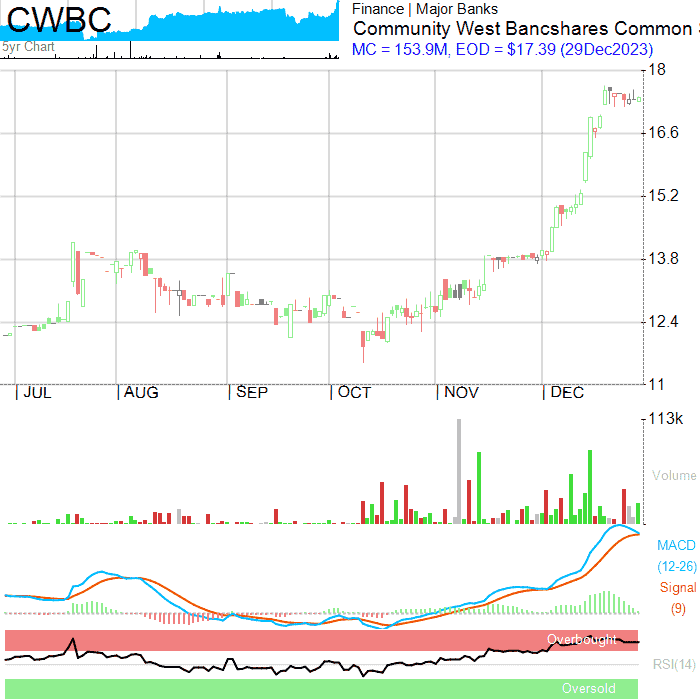 CWBC
5yr Chart
Finance | Major Banks
Community West Bancshares Common
MC = 153.9M, EOD = $17.39 (29Dec2023)
18
16.6
15.2
13.8
12.4
11
JUL AUG SEP OCT NOV DEC
113k
Volume
MACD
(12-26)
Signal
(9)
Overbought
RSI(14)
Oversold